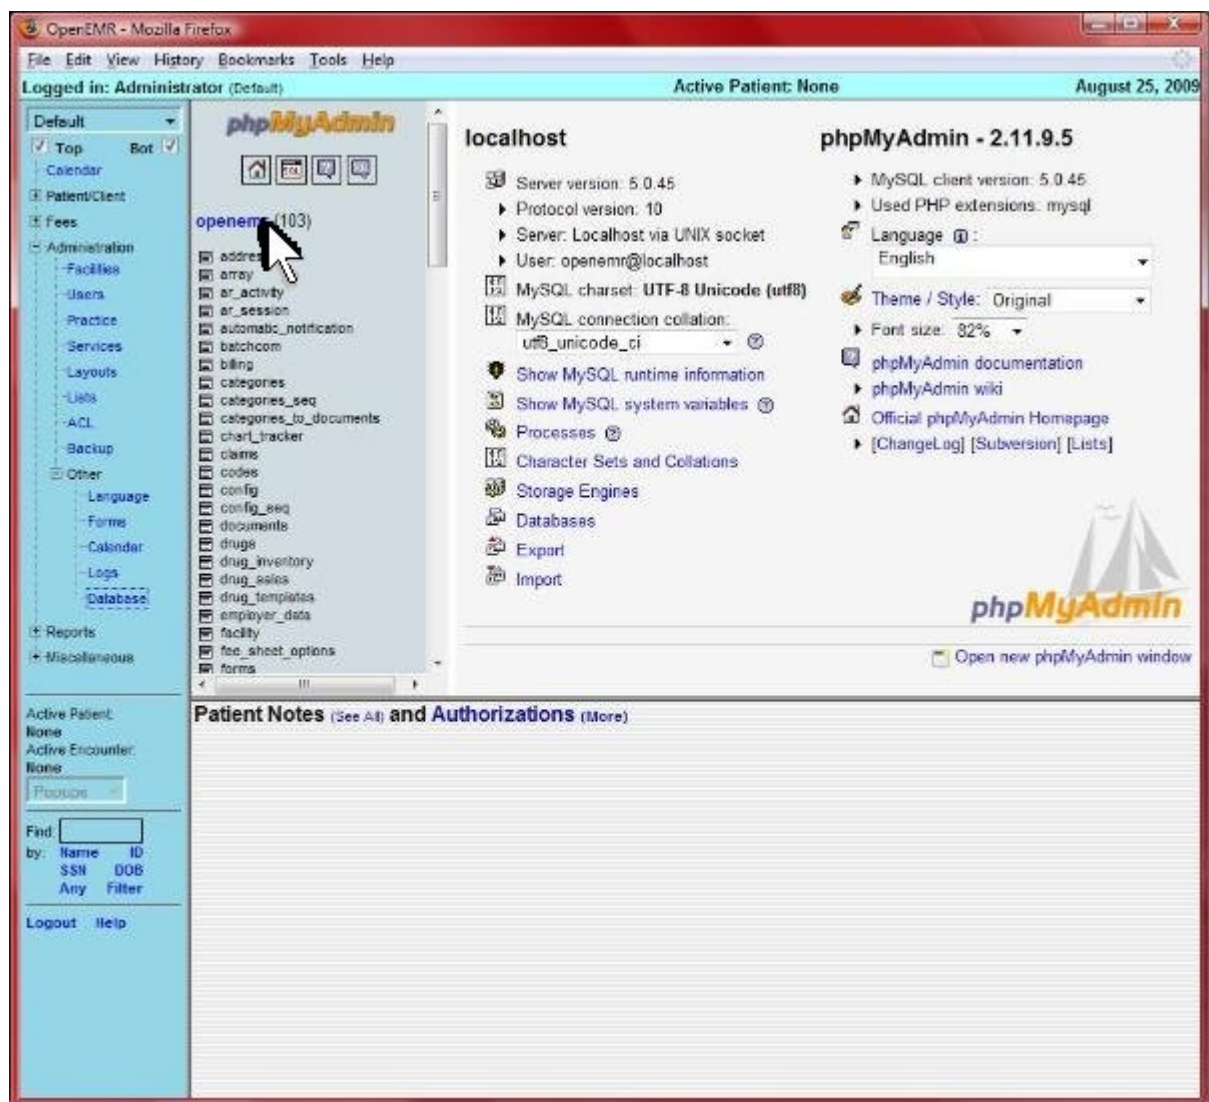 OpenEMR - Mozilla Firefox
File Edit View History Bookmarks Tools Help
Logged in: Administrator (Default) Active Patient: None August 25, 2009
Default
Top Bot
Calendar
Patient/Client
Fees
Administration
Facilities
Users
Practice
Services
Layouts
Lists
ACL
Backup
Other
Language
Forms
Calendar
Logs
Database
Reports
Miscellaneous
Active Patient:
None
Active Encounter:
None
Popups
Find:
by: Name ID
SSN DOB
Any Filter
Logout Help
phpMyAdmin
SQL
openemr (103)
array
ar_activity
ar_session
automatic_notification
batchcom
billing
categories
categories_seq
categories_to_documents
chart_tracker
claims
codes
config
config_seq
documents
drugs
drug_inventory
drug_sales
drug_templates
employer_data
facility
fee_sheet_options
forms
localhost
Server version: 5.0.45
Protocol version: 10
Server: Localhost via UNIX socket
User: openemr@localhost
MySQL charset: UTF-8 Unicode (utf8)
MySQL connection collation:
utf8_unicode_ci
Show MySQL runtime information
Show MySQL system variables
Processes
Character Sets and Collations
Storage Engines
Databases
Export
Import
phpMyAdmin - 2.11.9.5
MySQL client version: 5.0.45
Used PHP extensions: mysql
Language :
English
Theme / Style: Original
Font size: 82%
phpMyAdmin documentation
phpMyAdmin wiki
Official phpMyAdmin Homepage
[ChangeLog] [Subversion] [Lists]
phpMyAdmin
Open new phpMyAdmin window
Patient Notes (See All) and Authorizations (More)